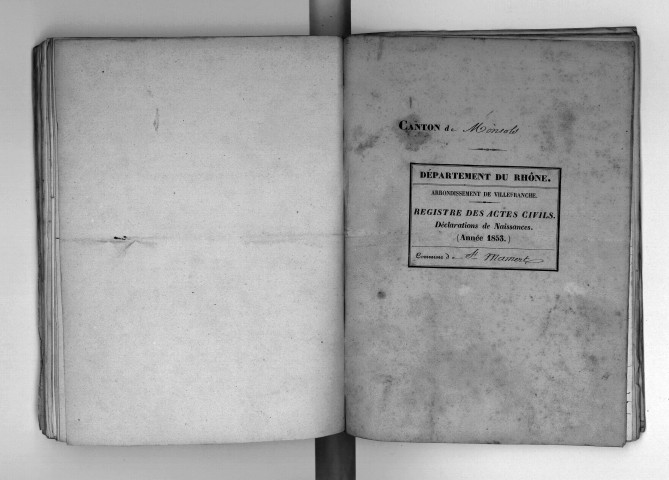 CANTON de Monsols
DÉPARTEMENT DU RHÔNE.
ARRONDISSEMENT DE VILLEFRANCHE.
REGISTRE DES ACTES CIVILS.
Déclarations de Naissances.
(Année 1853.)
Commune d e St Mamert